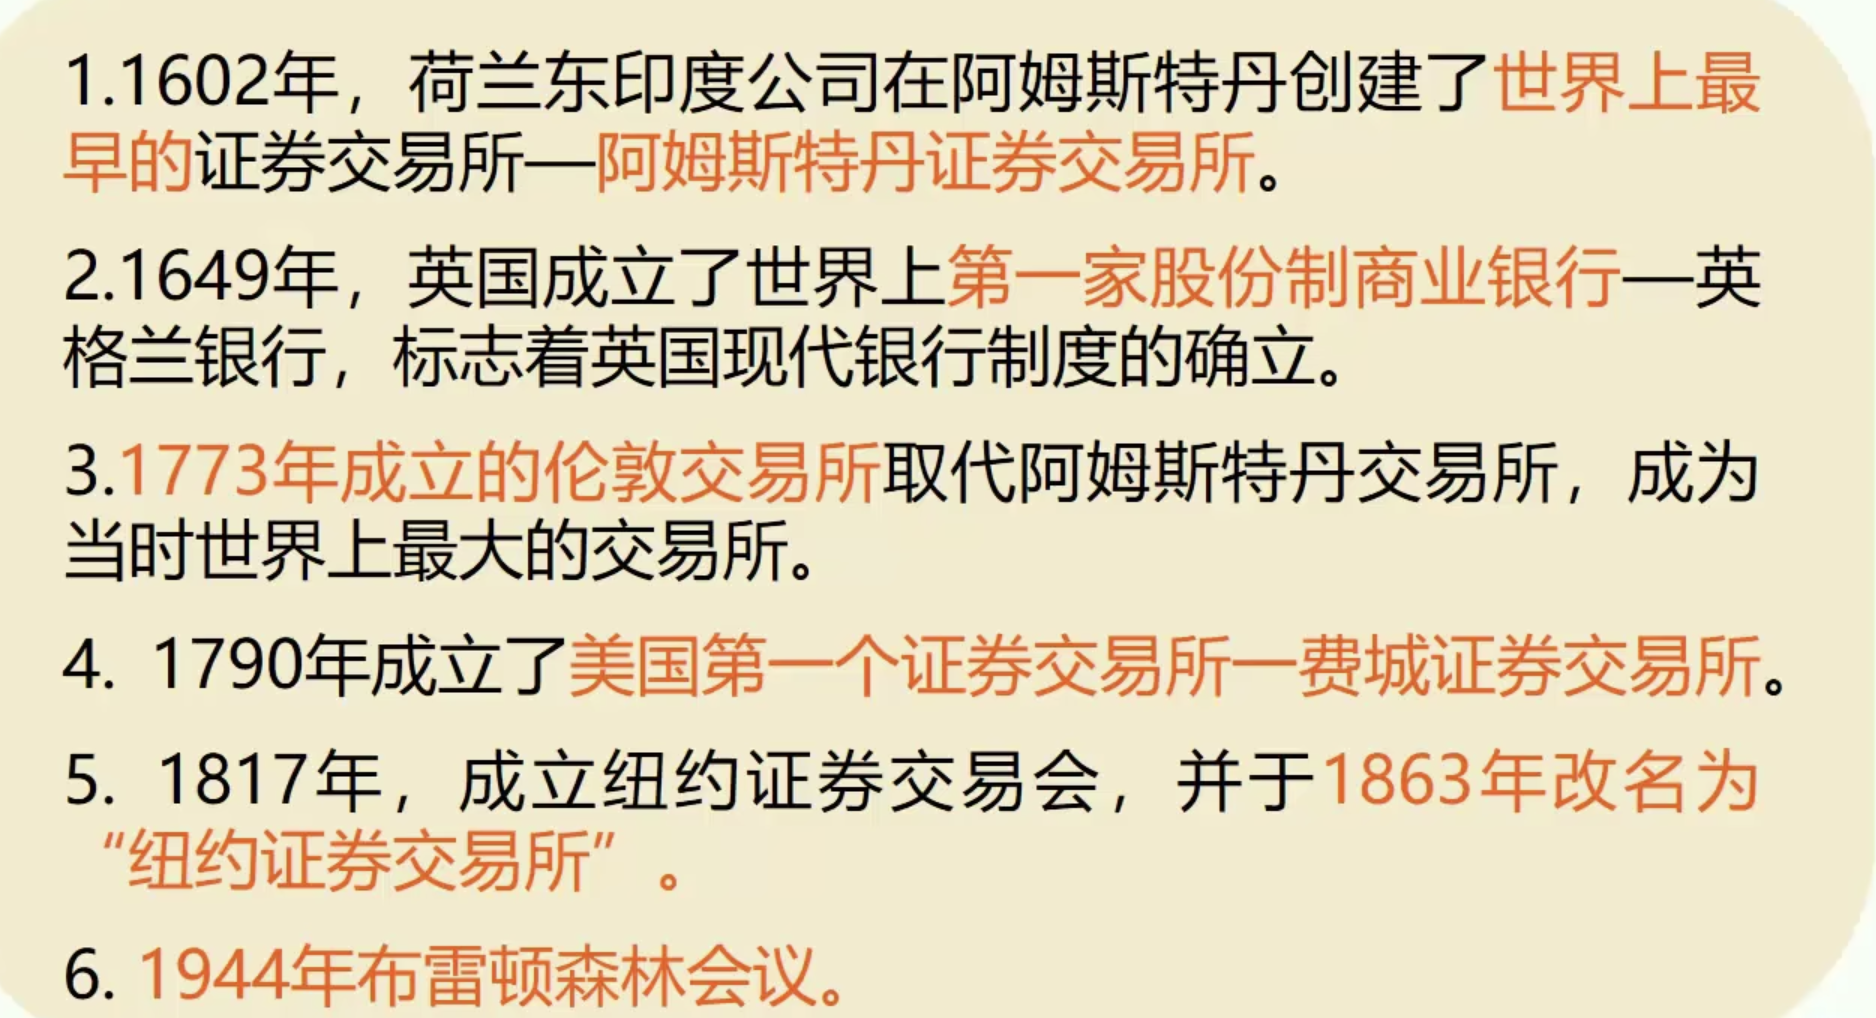 1.1602年，荷兰东印度公司在阿姆斯特丹创建了世界上最
早的证券交易所—阿姆斯特丹证券交易所。
2.1649年，英国成立了世界上第一家股份制商业银行—英
格兰银行，标志着英国现代银行制度的确立。
3.1773年成立的伦敦交易所取代阿姆斯特丹交易所，成为
当时世界上最大的交易所。
4. 1790年成立了美国第一个证券交易所—费城证券交易所。
5. 1817年，成立纽约证券交易会，并于1863年改名为
“纽约证券交易所” 。
6. 1944年布雷顿森林会议。